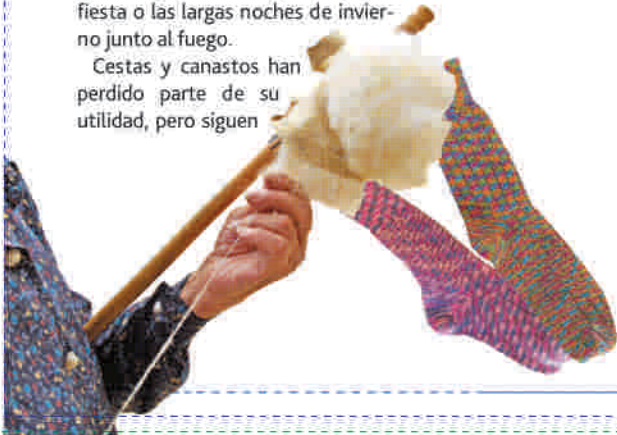 fiesta o las largas noches de invier-
no junto al fuego.
Cestas y canastos han
perdido parte de su
utilidad, pero siguen